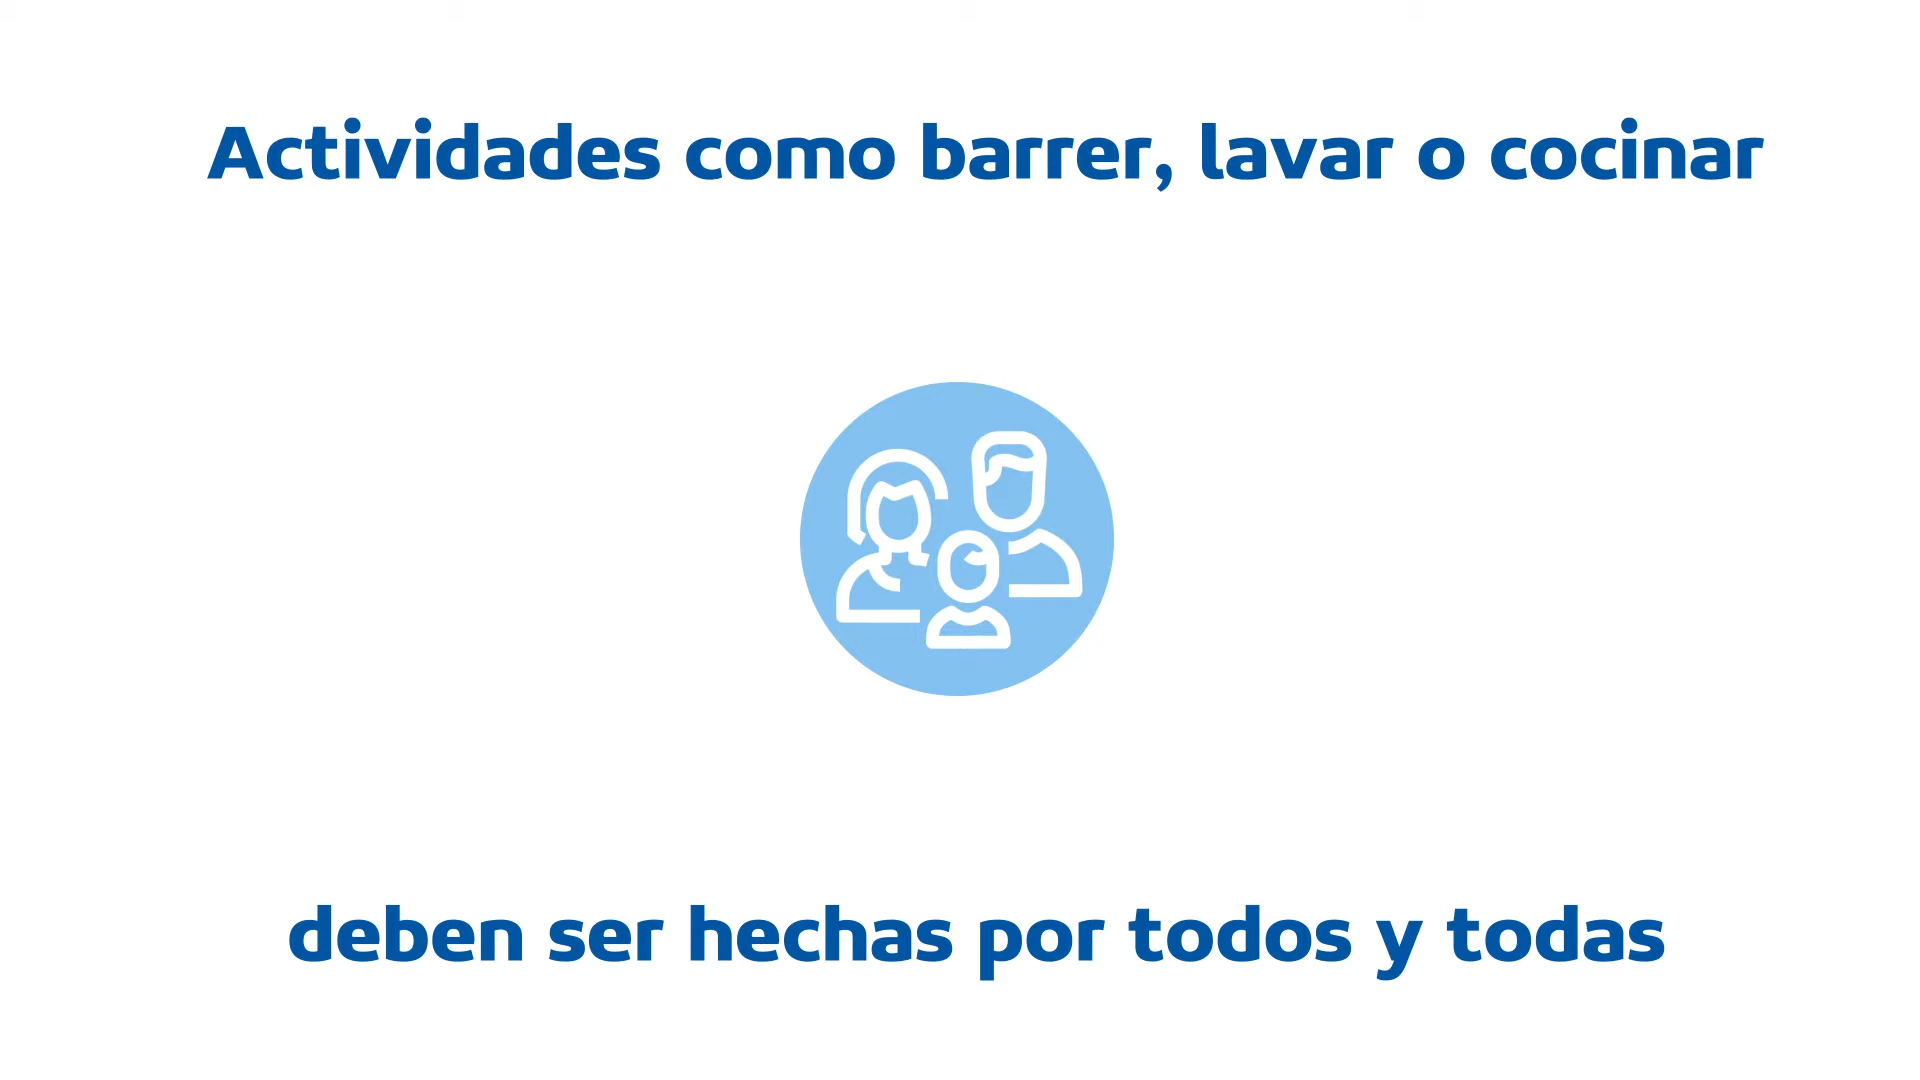 Actividades como barrer, lavar o cocinar
deben ser hechas por todos y todas